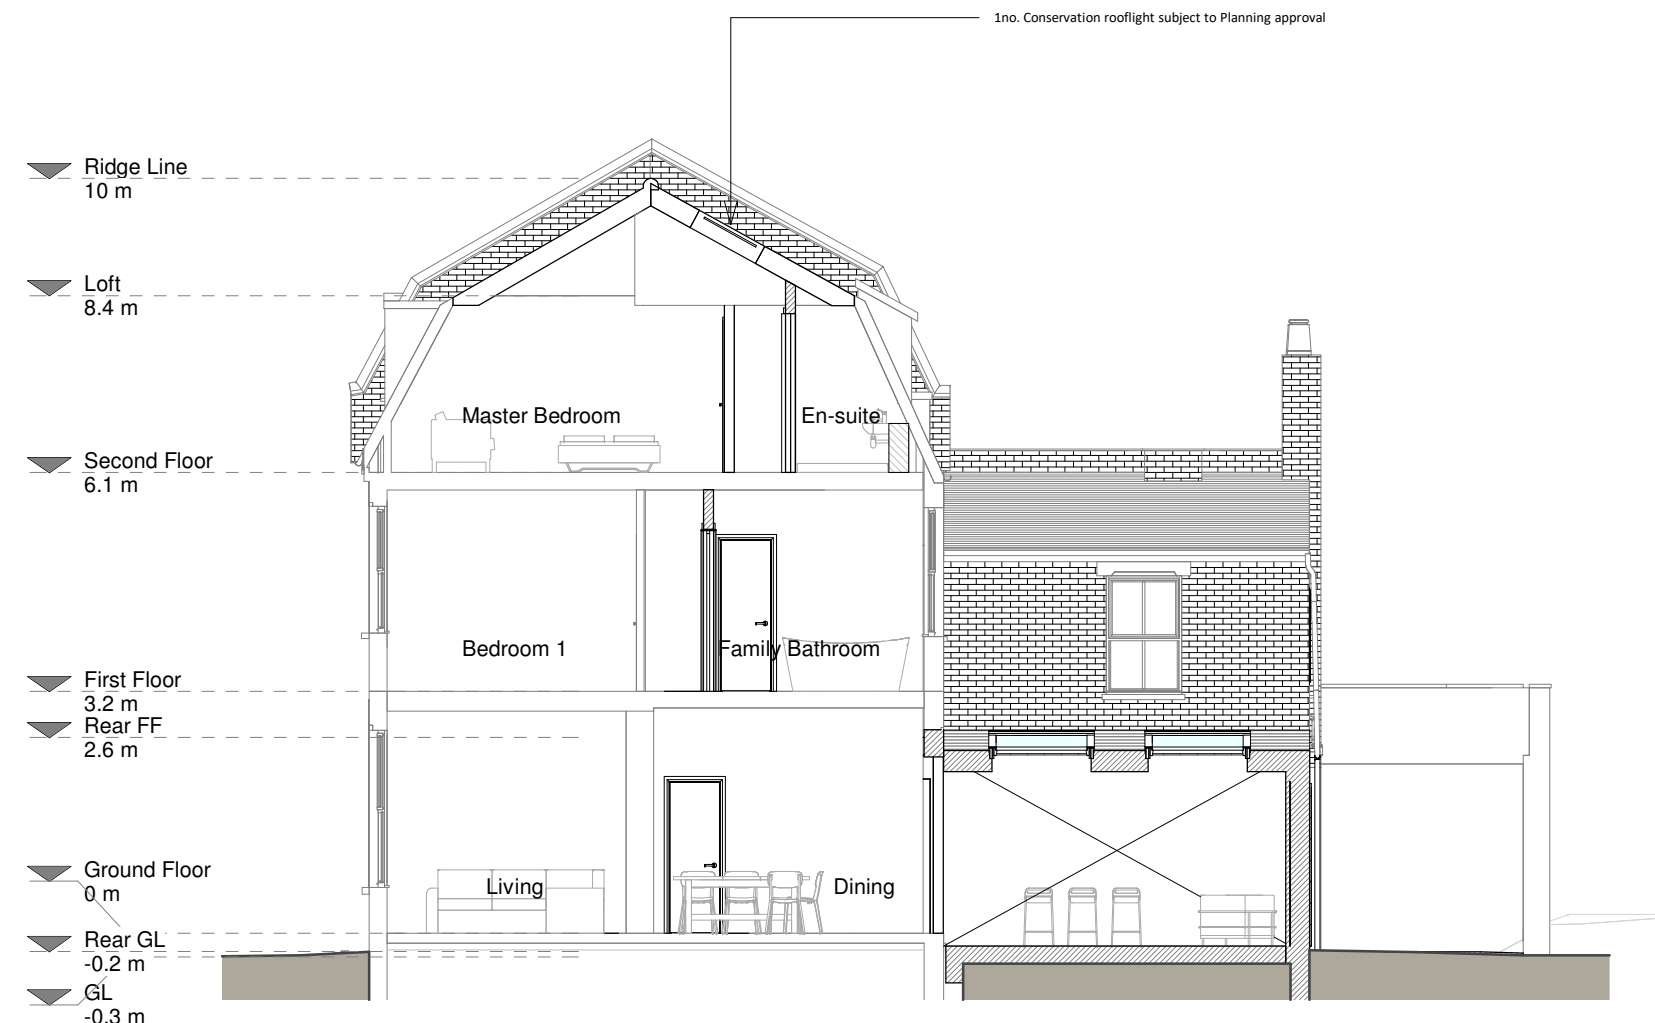 1no. Conservation rooflight subject to Planning approval
Ridge Line
10 m
Loft
8.4 m
Master Bedroom
En-suite
Second Floor
6.1 m
Bedroom 1
Family Bathroom
First Floor
3.2 m
Rear FF
2.6 m
Ground Floor
0 m
Living
Dining
Rear GL
-0.2 m
GL
-0.3 m